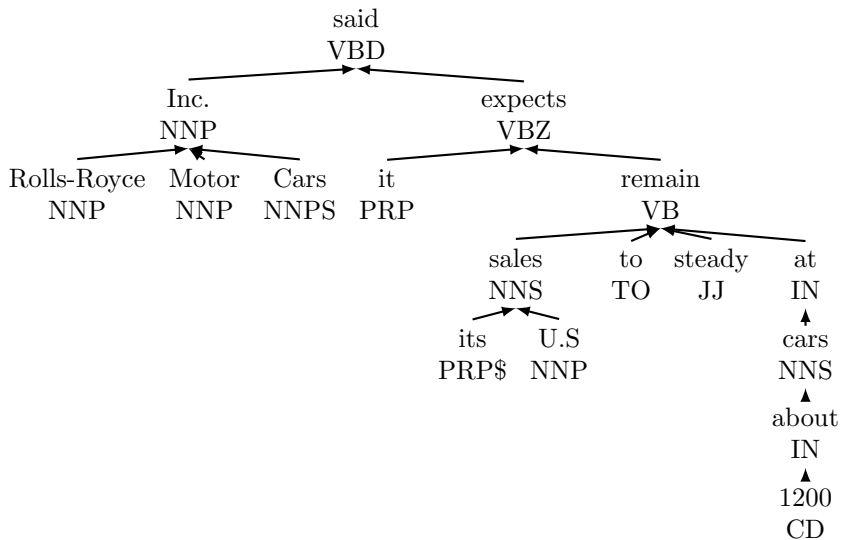 said
VBD
Inc. expects
NNP VBZ
Rolls-Royce Motor Cars it remain
NNP NNP NNPS PRP VB
sales to steady at
NNS TO JJ IN
its U.S cars
PRP$ NNP NNS
about
IN
1200
CD